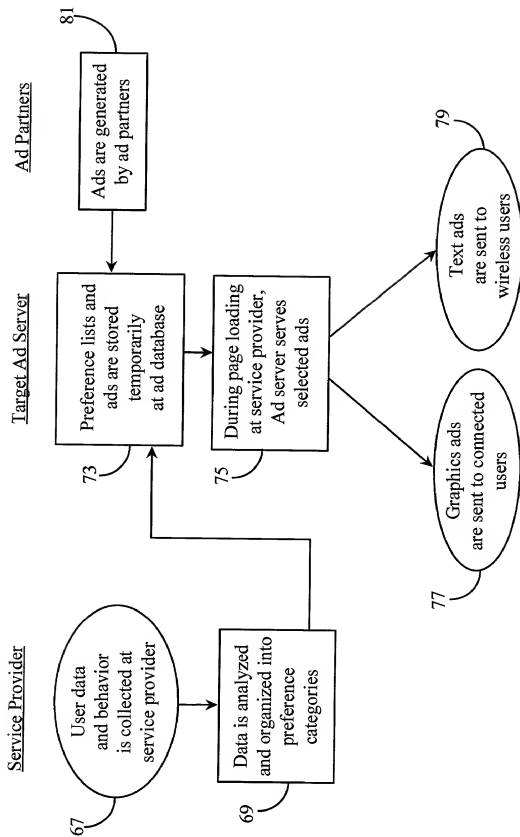 Service Provider
Target Ad Server
Ad Partners
User data
and behavior
is collected at
service provider
67
Data is analyzed
and organized into
preference
categories
69
Preference lists and
ads are stored
temporarily
at ad database
73
Ads are generated
by ad partners
81
During page loading
at service provider,
Ad server serves
selected ads
75
Graphics ads
are sent to connected
users
77
Text ads
are sent to
wireless users
79